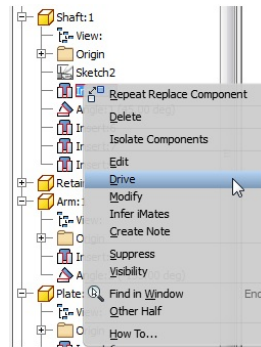 Shaft:1
View:
Origin
Sketch2
Repeat Replace Component
Delete
Isolate Components
Edit
Drive
Modify
Infer iMates
Create Note
Suppress
Visibility
Find in Window
Other Half
How To...
Retai
Arm:1
Plate: